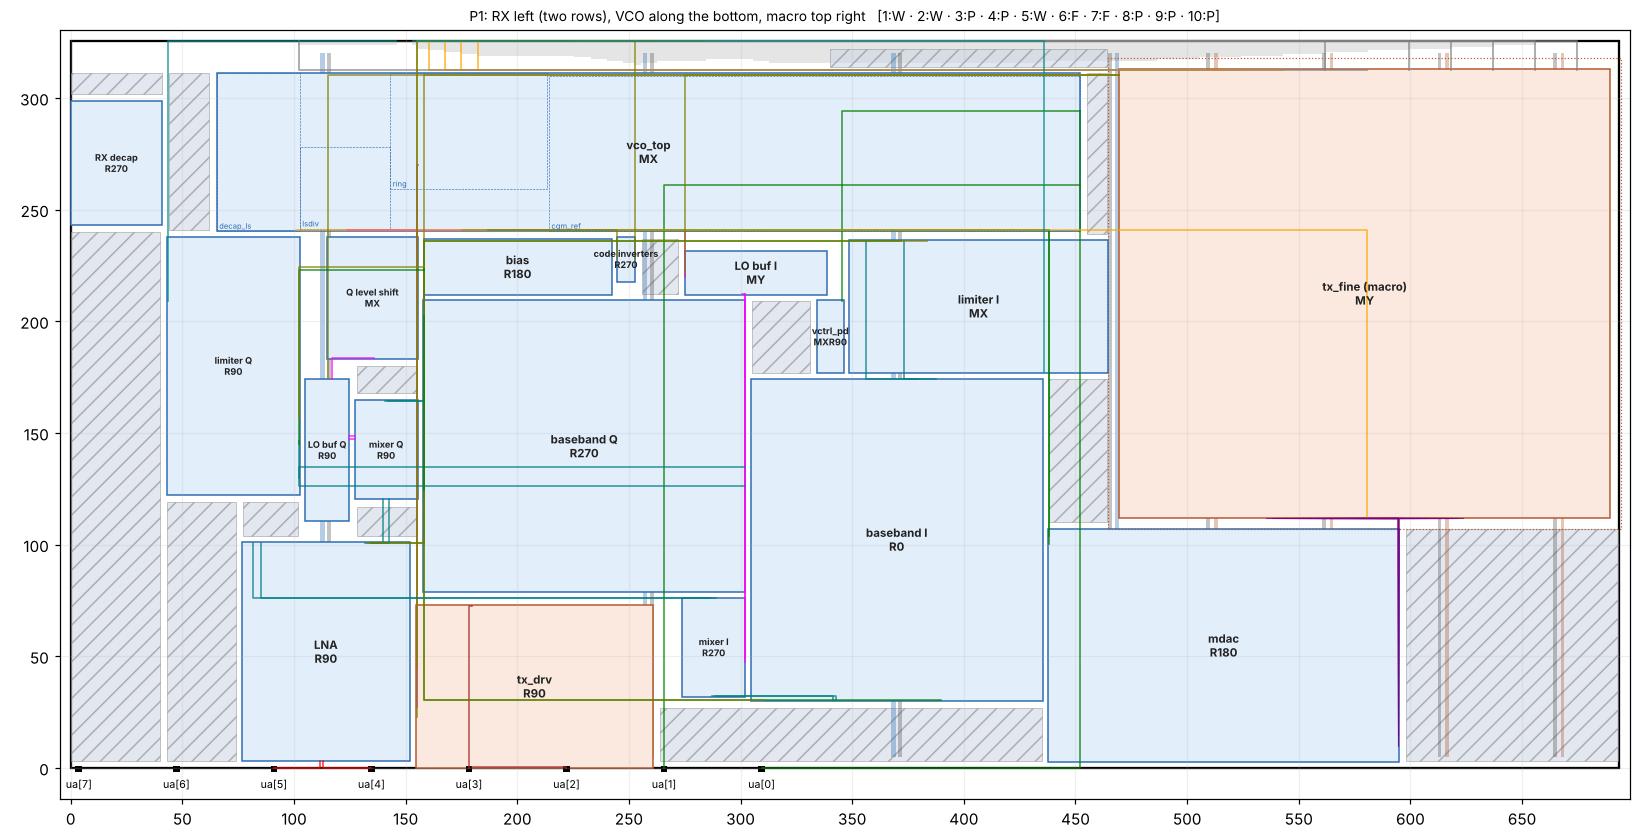 P1: RX left (two rows), VCO along the bottom, macro top right [1:W · 2:W · 3:P · 4:P · 5:W · 6:F · 7:F · 8:P · 9:P · 10:P]
300
250
200
150
100
50
0
RX decap
R270
vco_top
MX
ring
decap_ls
lsdiv
cqm_ref
tx_fine (macro)
MY
bias
R180
code inverters
R270
LO buf I
MY
Q level shift
MX
limiter I
MX
vctrl_pd
MXR90
limiter Q
R90
LO buf Q
R90
mixer Q
R90
baseband Q
R270
baseband I
R0
LNA
R90
mixer I
R270
mdac
R180
tx_drv
R90
ua[7]
ua[6]
ua[5]
ua[4]
ua[3]
ua[2]
ua[1]
ua[0]
0
50
100
150
200
250
300
350
400
450
500
550
600
650